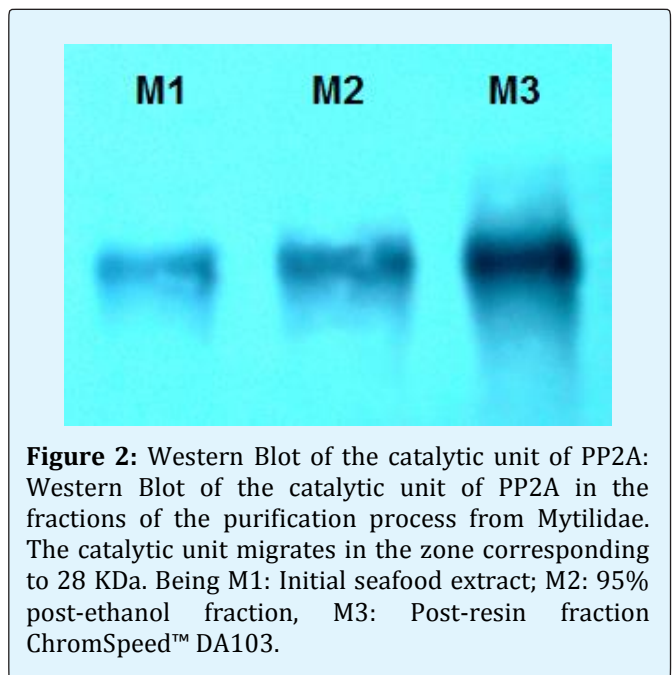 M1 M2 M3
Figure 2: Western Blot of the catalytic unit of PP2A:
Western Blot of the catalytic unit of PP2A in the
fractions of the purification process from Mytilidae.
The catalytic unit migrates in the zone corresponding
to 28 KDa. Being M1: Initial seafood extract; M2: 95%
post-ethanol fraction, M3: Post-resin fraction
ChromSpeed™ DA103.